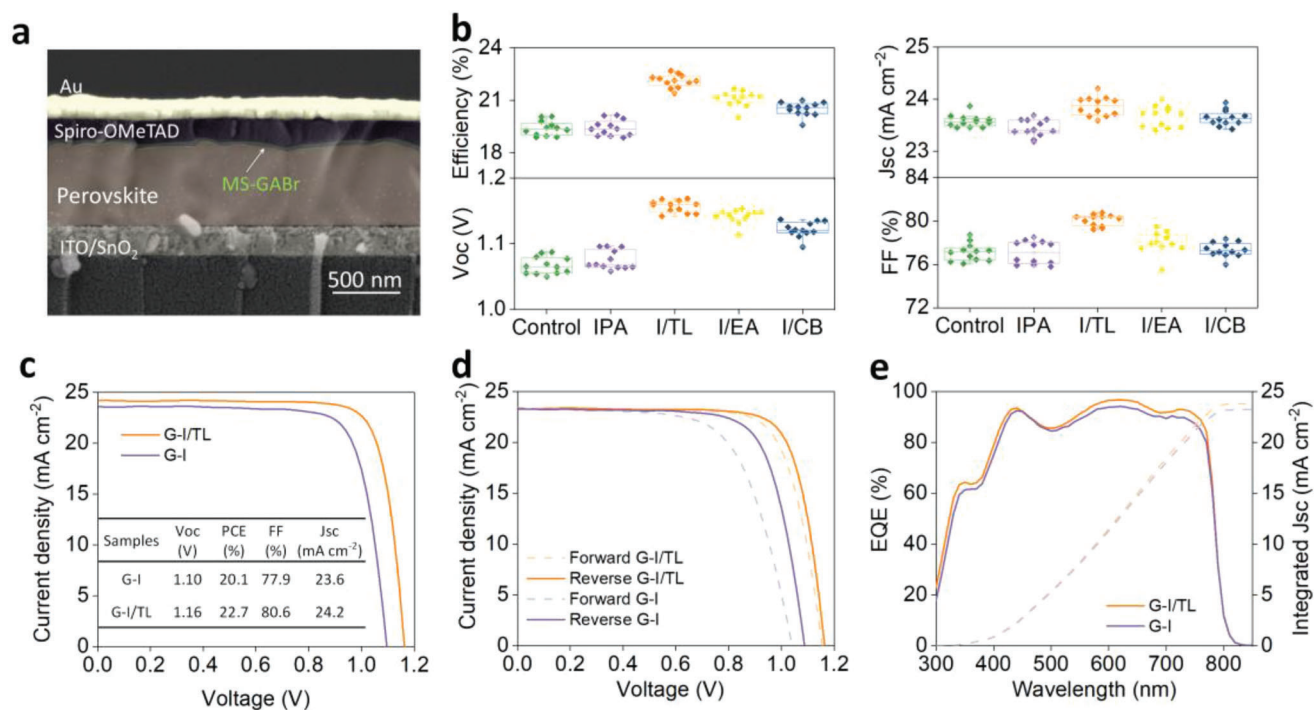 a
Au
Spiro-OMeTAD
MS-GABr
Perovskite
ITO/SnO₂
500 nm
b
Efficiency (%)
24
21
18
Voc (V)
1.2
1.1
1.0
Control IPA I/TL I/EA I/CB
Jsc (mA cm⁻²)
25
24
23
FF (%)
84
80
76
72
Control IPA I/TL I/EA I/CB
c
Current density (mA cm⁻²)
25
20
15
10
5
0
G-I/TL
G-I
Samples Voc (V) PCE (%) FF (%) Jsc (mA cm⁻²)
G-I 1.10 20.1 77.9 23.6
G-I/TL 1.16 22.7 80.6 24.2
0.0 0.2 0.4 0.6 0.8 1.0 1.2
Voltage (V)
d
Current density (mA cm⁻²)
25
20
15
10
5
0
Forward G-I/TL
Reverse G-I/TL
Forward G-I
Reverse G-I
0.0 0.2 0.4 0.6 0.8 1.0 1.2
Voltage (V)
e
EQE (%)
100
80
60
40
20
0
G-I/TL
G-I
25
20
15
10
5
0
Integrated Jsc (mA cm⁻²)
300 400 500 600 700 800
Wavelength (nm)